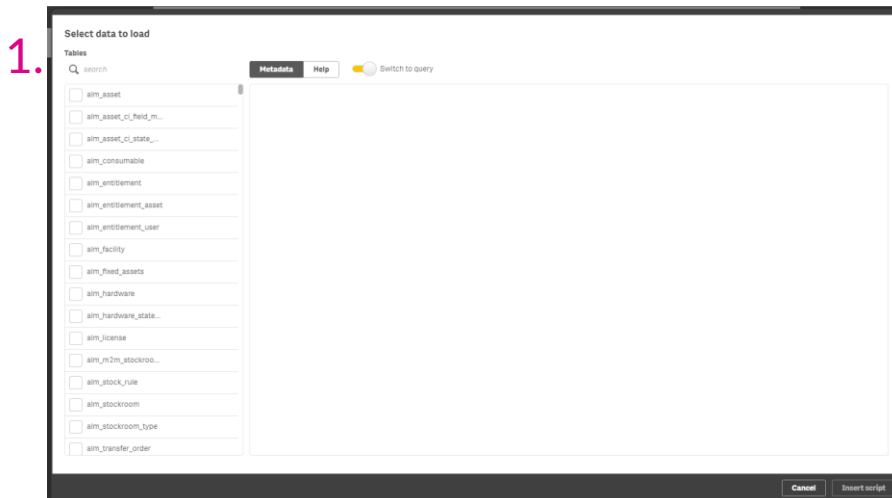 1.
Select data to load
Tables
search
Metadata Help Switch to query
alm_asset
alm_asset_ci_field_m...
alm_asset_ci_state_...
alm_consumable
alm_entitlement
alm_entitlement_asset
alm_entitlement_user
alm_facility
alm_fixed_assets
alm_hardware
alm_hardware_state...
alm_license
alm_m2m_stockroo...
alm_stock_rule
alm_stockroom
alm_stockroom_type
alm_transfer_order
Cancel Insert script